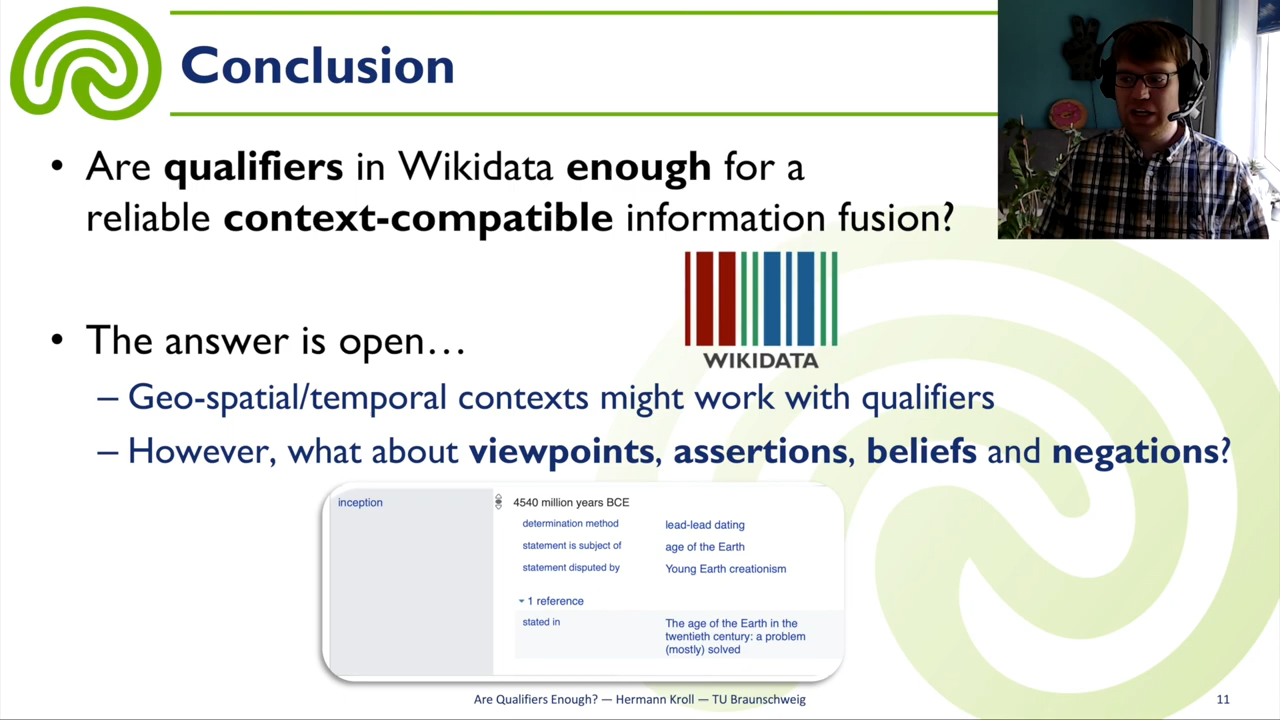 Conclusion
• Are qualifiers in Wikidata enough for a
reliable context-compatible information fusion?
WIKIDATA
• The answer is open…
– Geo-spatial/temporal contexts might work with qualifiers
– However, what about viewpoints, assertions, beliefs and negations?
inception
4540 million years BCE
determination method lead-lead dating
statement is subject of age of the Earth
statement disputed by Young Earth creationism
1 reference
stated in The age of the Earth in the
twentieth century: a problem
(mostly) solved
Are Qualifiers Enough? — Hermann Kroll — TU Braunschweig
11